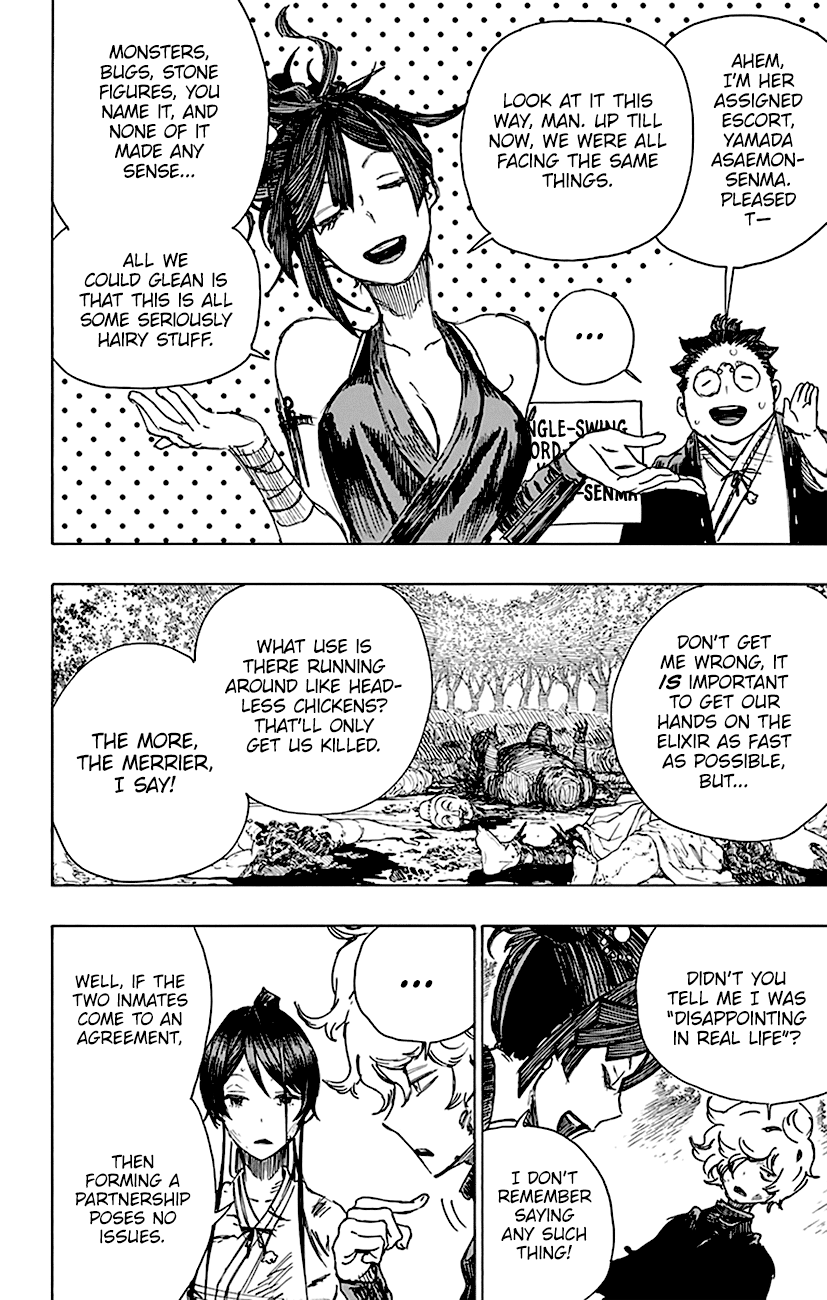 AHEM,
I'M HER
ASSIGNED
ESCORT,
YAMADA
ASAEMON-
SENMA.
PLEASED
T—
LOOK AT IT THIS
WAY, MAN. UP TILL
NOW, WE WERE ALL
FACING THE SAME
THINGS.
...
NGLE-SWING
ORD
-SENMA
MONSTERS,
BUGS, STONE
FIGURES, YOU
NAME IT, AND
NONE OF IT
MADE ANY
SENSE...
ALL WE
COULD GLEAN IS
THAT THIS IS ALL
SOME SERIOUSLY
HAIRY STUFF.
DON'T GET
ME WRONG, IT
IS IMPORTANT
TO GET OUR
HANDS ON THE
ELIXIR AS FAST
AS POSSIBLE,
BUT...
WHAT USE IS
THERE RUNNING
AROUND LIKE HEAD-
LESS CHICKENS?
THAT'LL ONLY
GET US KILLED.
THE MORE,
THE MERRIER,
I SAY!
DIDN'T YOU
TELL ME I WAS
"DISAPPOINTING
IN REAL LIFE"?
I DON'T
REMEMBER
SAYING
ANY SUCH
THING!
...
WELL, IF THE
TWO INMATES
COME TO AN
AGREEMENT,
THEN
FORMING A
PARTNERSHIP
POSES NO
ISSUES.